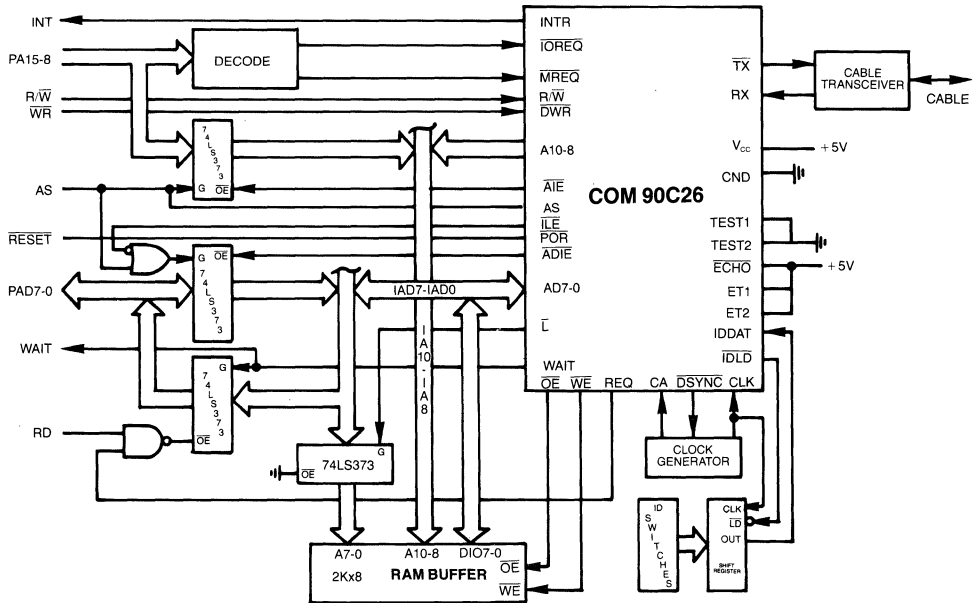 INT
INTR
PA15-8
DECODE
IOREQ
MREQ
R/W
R/W
WR
DWR
74LS373
G OE
A10-8
AS
AIE
AS
ILE
RESET
POR
ADIE
G OE
74LS373
PAD7-0
IAD7-IAD0
AD7-0
L
IA10-IA8
WAIT
WAIT
G
74LS373
OE
RD
OE WE REQ CA DSYNC CLK
COM 90C26
TX
RX
CABLE
TRANSCEIVER
CABLE
VCC
+5V
CND
TEST1
TEST2
ECHO
+5V
ET1
ET2
IDDAT
IDLD
G
OE
74LS373
CLOCK
GENERATOR
ID SWITCHES
CLK
LD
OUT
SHIFT
REGISTER
A7-0 A10-8 DIO7-0
2Kx8 RAM BUFFER
OE
WE